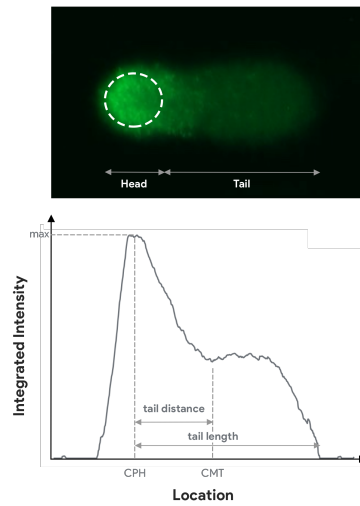 Head
Tail
max
Integrated Intensity
tail distance
tail length
CPH
CMT
Location